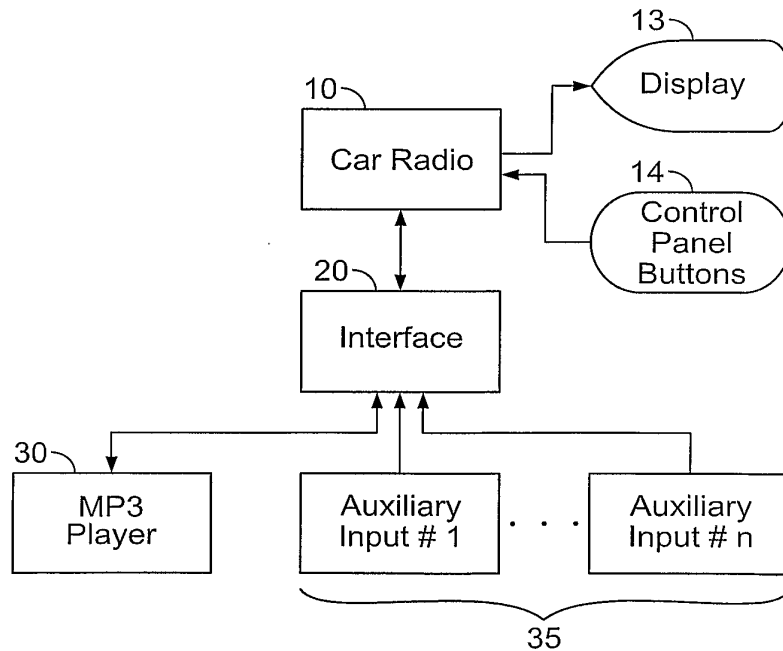 13
Display
10
Car Radio
14
Control
Panel
Buttons
20
Interface
30
MP3
Player
Auxiliary
Input # 1
. . .
Auxiliary
Input # n
35